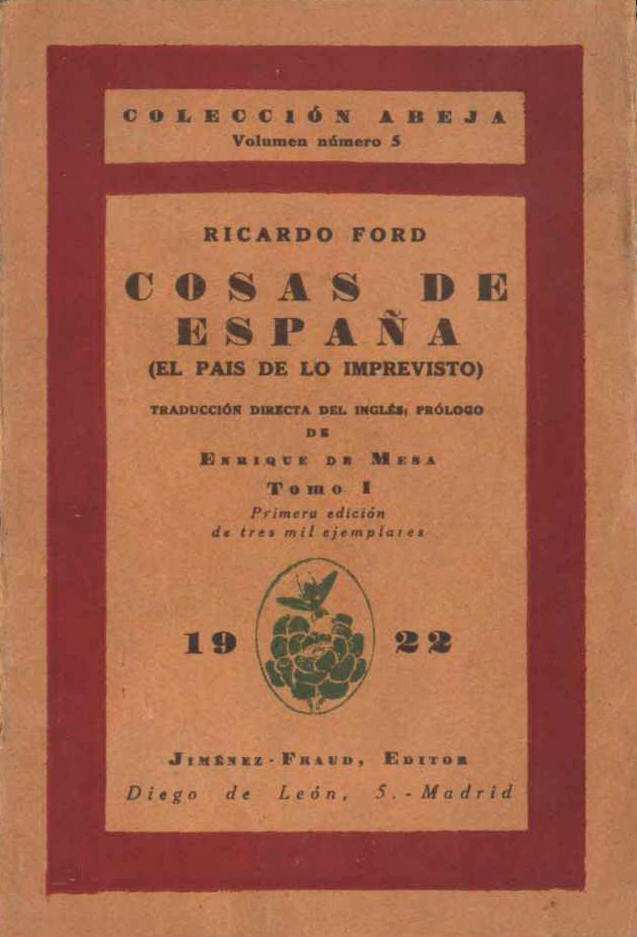 COLECCIÓN ABEJA
Volumen número 5
RICARDO FORD
COSAS DE
ESPAÑA
(EL PAIS DE LO IMPREVISTO)
TRADUCCIÓN DIRECTA DEL INGLÉS; PRÓLOGO
DE
ENRIQUE DE MESA
Tomo I
Primera edición
de tres mil ejemplares
19 22
JIMÉNEZ-FRAUD, EDITOR
Diego de León, 5.-Madrid